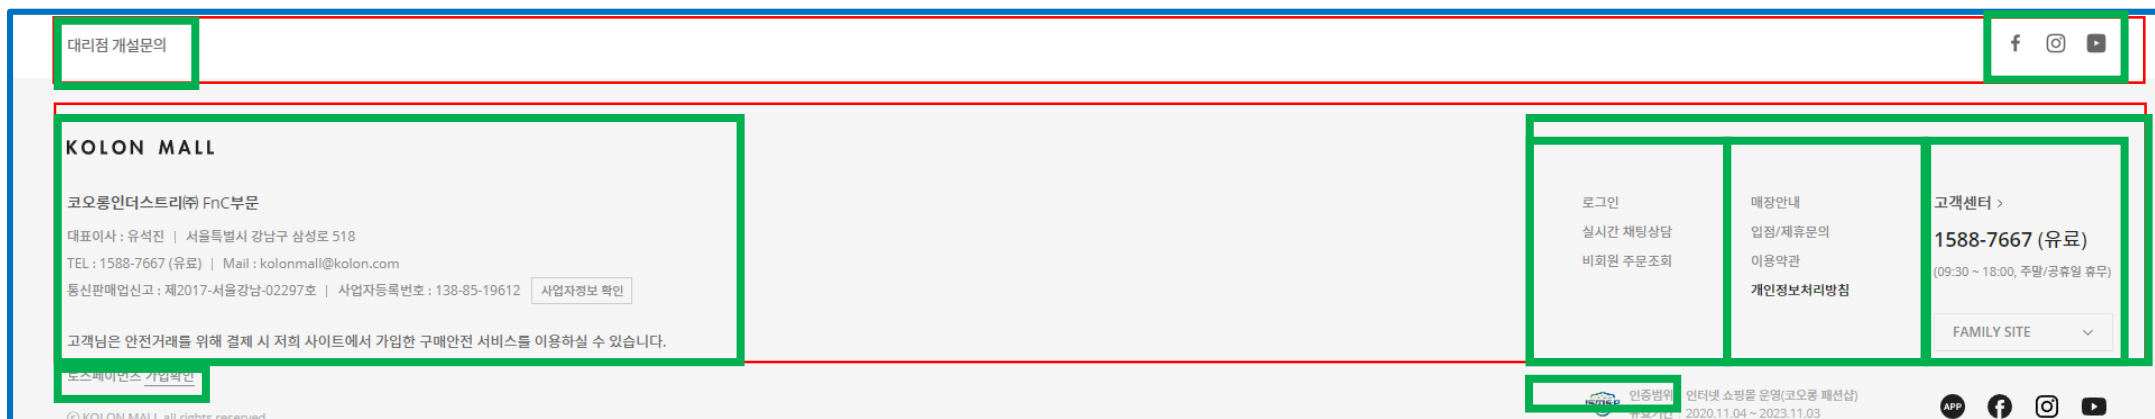 대리점 개설문의
KOLON MALL
코오롱인더스트리㈜ FnC부문
대표이사 : 유석진 | 서울특별시 강남구 삼성로 518
TEL : 1588-7667 (유료) | Mail : kolonmall@kolon.com
통신판매업신고 : 제2017-서울강남-02297호 | 사업자등록번호 : 138-85-19612 사업자정보 확인
고객님은 안전거래를 위해 결제 시 저희 사이트에서 가입한 구매안전 서비스를 이용하실 수 있습니다.
토스페이먼츠 가입확인
ⓒ KOLON MALL all rights reserved
로그인
실시간 채팅상담
비회원 주문조회
매장안내
입점/제휴문의
이용약관
개인정보처리방침
고객센터 >
1588-7667 (유료)
(09:30 ~ 18:00, 주말/공휴일 휴무)
FAMILY SITE
인증범위 인터넷 쇼핑몰 운영(코오롱 패션샵)
유효기간 2020.11.04 ~ 2023.11.03
APP